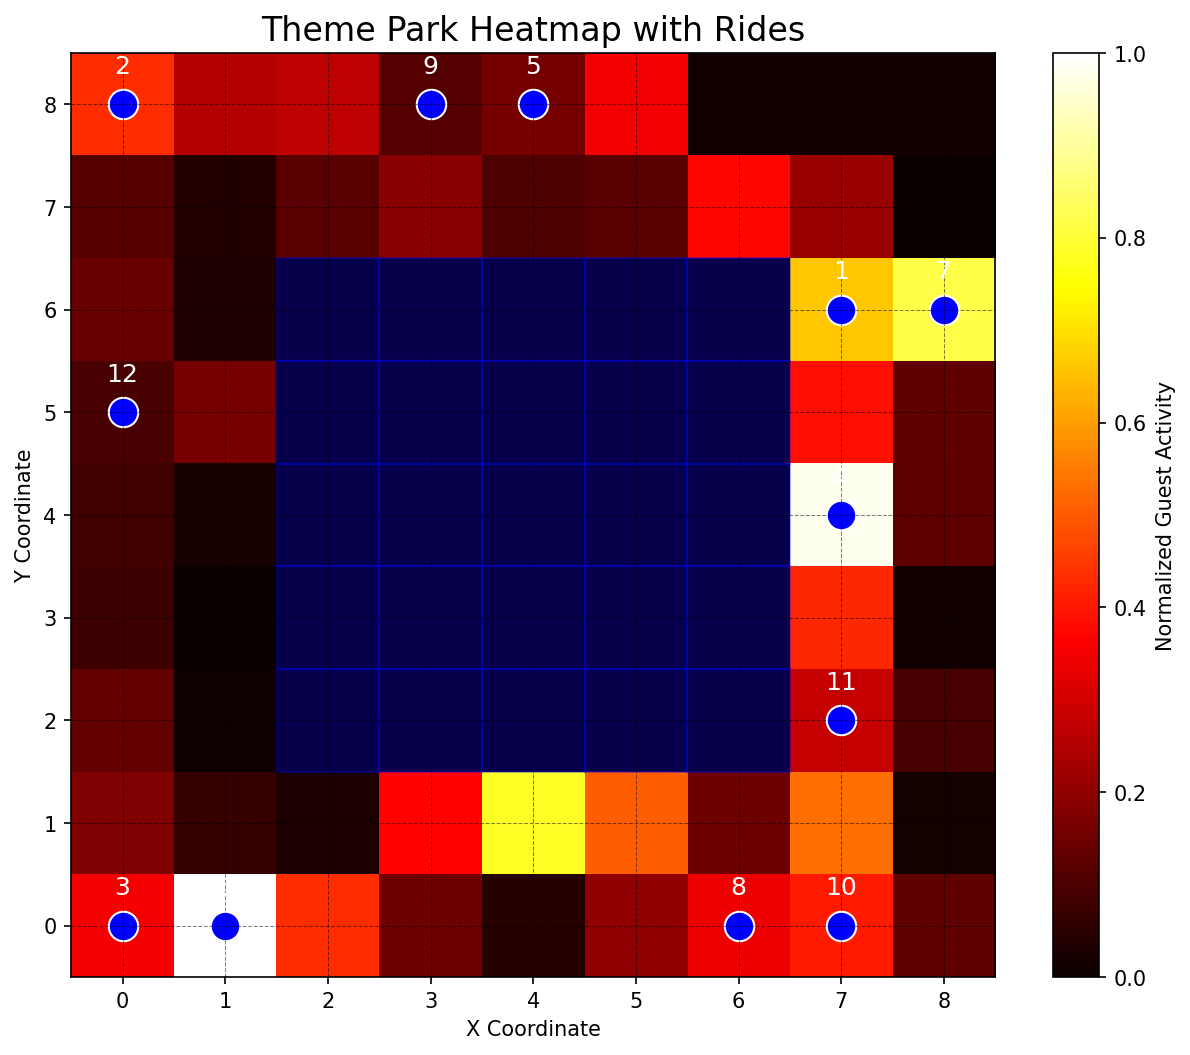 Theme Park Heatmap with Rides
2 9 5
1 7
12
11
3 8 10
8
7
6
5
4
3
2
1
0
Y Coordinate
0 1 2 3 4 5 6 7 8
X Coordinate
1.0
0.8
0.6
0.4
0.2
0.0
Normalized Guest Activity